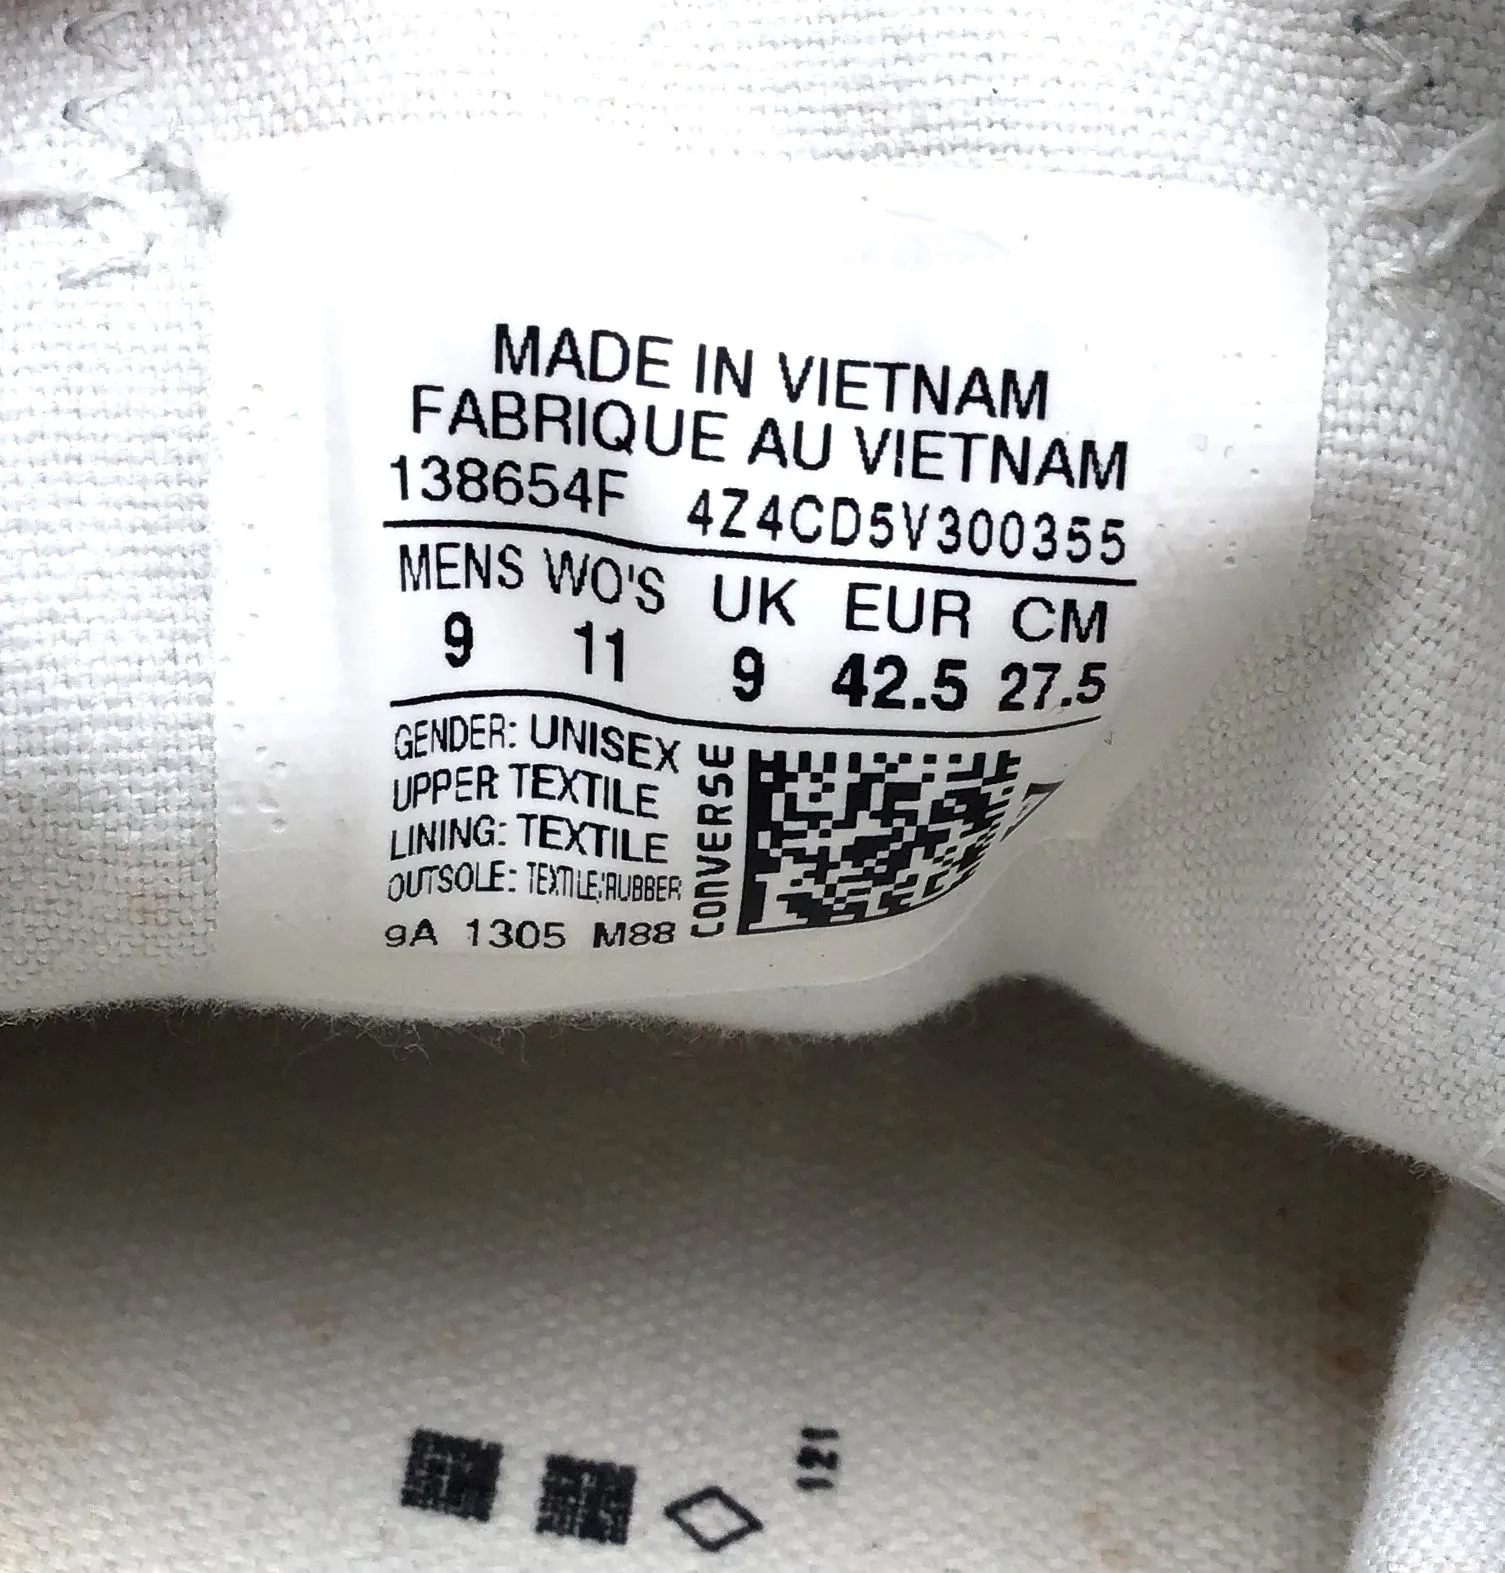 MADE IN VIETNAM
FABRIQUE AU VIETNAM
138654F 4Z4CD5V300355
MENS WO'S UK EUR CM
9 11 9 42.5 27.5
GENDER: UNISEX
UPPER: TEXTILE
LINING: TEXTILE
OUTSOLE: TEXTILE/RUBBER
9A 1305 M88
CONVERSE
121